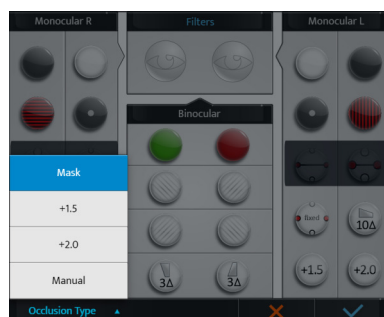 Monocular R
Filters
Monocular L
Binocular
Mask
+1.5
+2.0
Manual
Band
10Δ
3Δ
3Δ
+1.5
+2.0
Occlusion Type